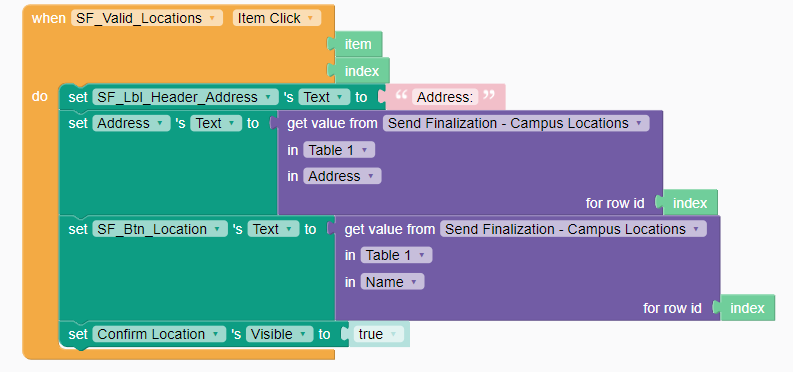 when SF_Valid_Locations Item Click
item
index
do set SF_Lbl_Header_Address 's Text to “ Address: ”
set Address 's Text to get value from Send Finalization - Campus Locations
in Table 1
in Address
for row id index
set SF_Btn_Location 's Text to get value from Send Finalization - Campus Locations
in Table 1
in Name
for row id index
set Confirm Location 's Visible to true